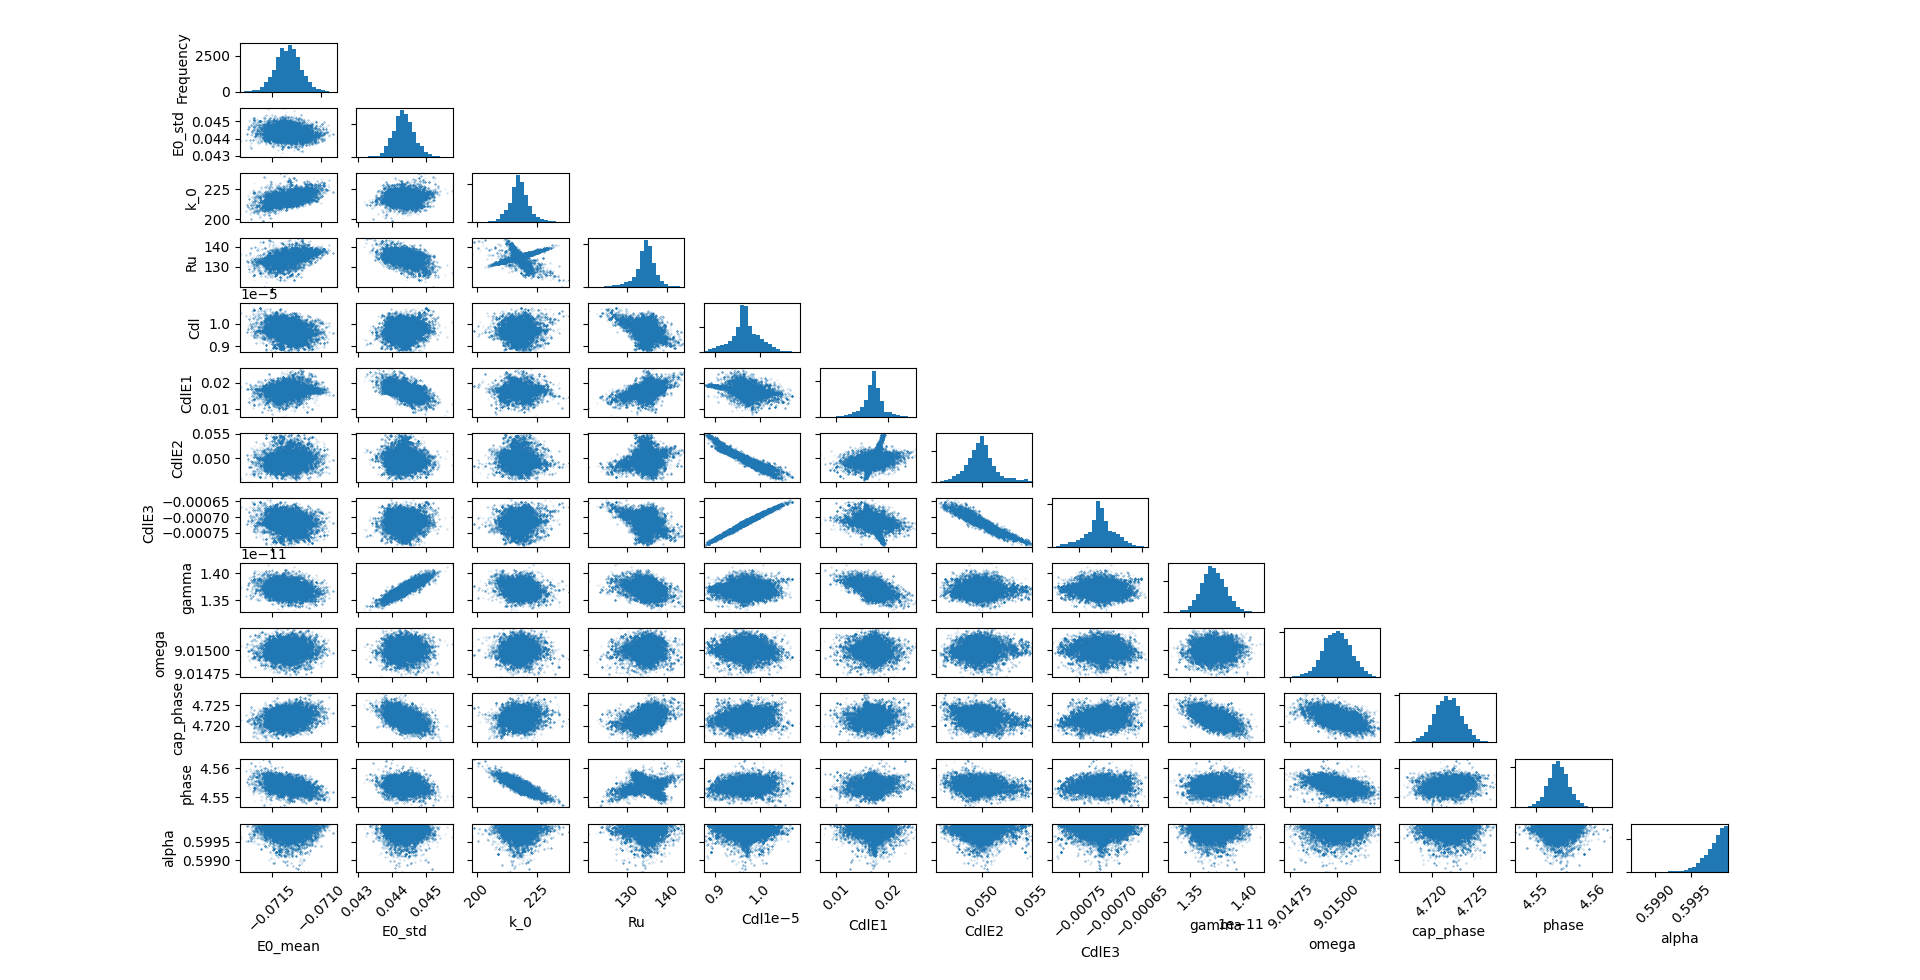 Frequency
2500
0
E0_std
0.045
0.044
0.043
k_0
225
200
Ru
140
130
1e−5
Cdl
1.0
0.9
CdlE1
0.02
0.01
CdlE2
0.055
0.050
CdlE3
−0.00065
−0.00070
−0.00075
1e−11
gamma
1.40
1.35
omega
9.01500
9.01475
cap_phase
4.725
4.720
phase
4.56
4.55
alpha
0.5995
0.5990
−0.0715 −0.0710 0.043 0.044 0.045 200 225 130 140 0.9 1.0 0.01 0.02 0.050 0.055 −0.00075 −0.00070 −0.00065 1.35 1.40 9.01475 9.01500 4.720 4.725 4.55 4.56 0.5990 0.5995
E0_mean E0_std k_0 Ru Cdl 1e−5 CdlE1 CdlE2 CdlE3 gamma 1e−11 omega cap_phase phase alpha